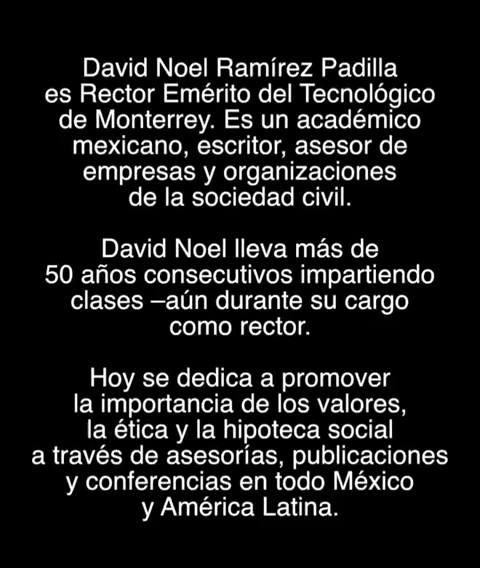 David Noel Ramírez Padilla
es Rector Emérito del Tecnológico
de Monterrey. Es un académico
mexicano, escritor, asesor de
empresas y organizaciones
de la sociedad civil.
David Noel lleva más de
50 años consecutivos impartiendo
clases –aún durante su cargo
como rector.
Hoy se dedica a promover
la importancia de los valores,
la ética y la hipoteca social
a través de asesorías, publicaciones
y conferencias en todo México
y América Latina.